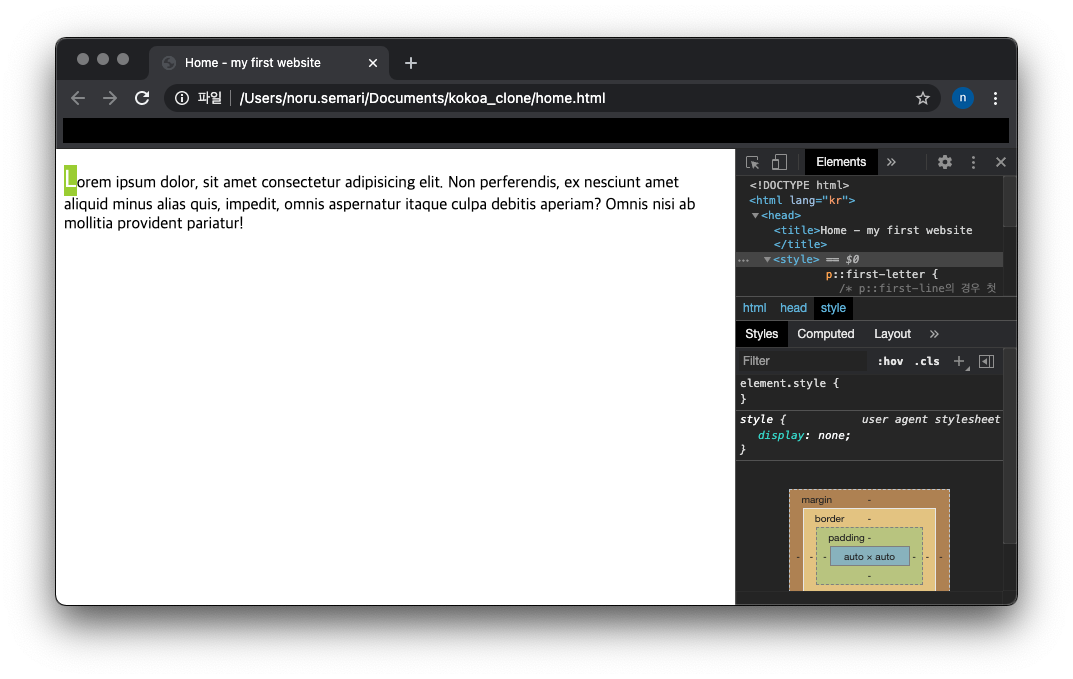 Home - my first website
파일 /Users/noru.semari/Documents/kokoa_clone/home.html
n
Lorem ipsum dolor, sit amet consectetur adipisicing elit. Non perferendis, ex nesciunt amet
aliquid minus alias quis, impedit, omnis aspernatur itaque culpa debitis aperiam? Omnis nisi ab
mollitia provident pariatur!
Elements »
<!DOCTYPE html>
<html lang="kr">
▼<head>
<title>Home - my first website
</title>
… ▼<style> == $0
p::first-letter {
/* p::first-line의 경우 첫
html head style
Styles Computed Layout »
Filter :hov .cls +
element.style {
}
style { user agent stylesheet
display: none;
}
margin -
border -
padding -
- - - auto × auto - - -
-